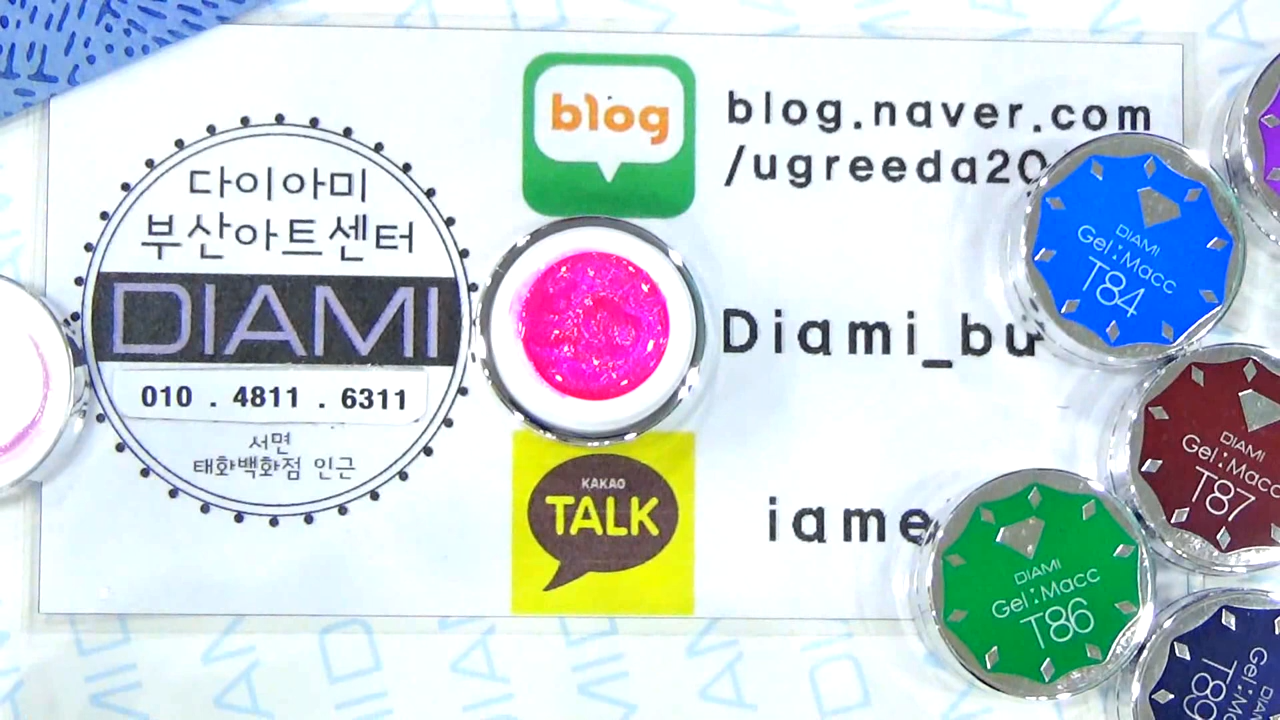 다이아미
부산아트센터
DIAMI
010 . 4811 . 6311
서면
태화백화점 인근
blog
blog.naver.com
/ugreeda20
Diami_bu
KAKAO
TALK
iame
DIAMI
Gel:Macc
T84
DIAMI
Gel:Macc
T87
DIAMI
Gel:Macc
T86
T89